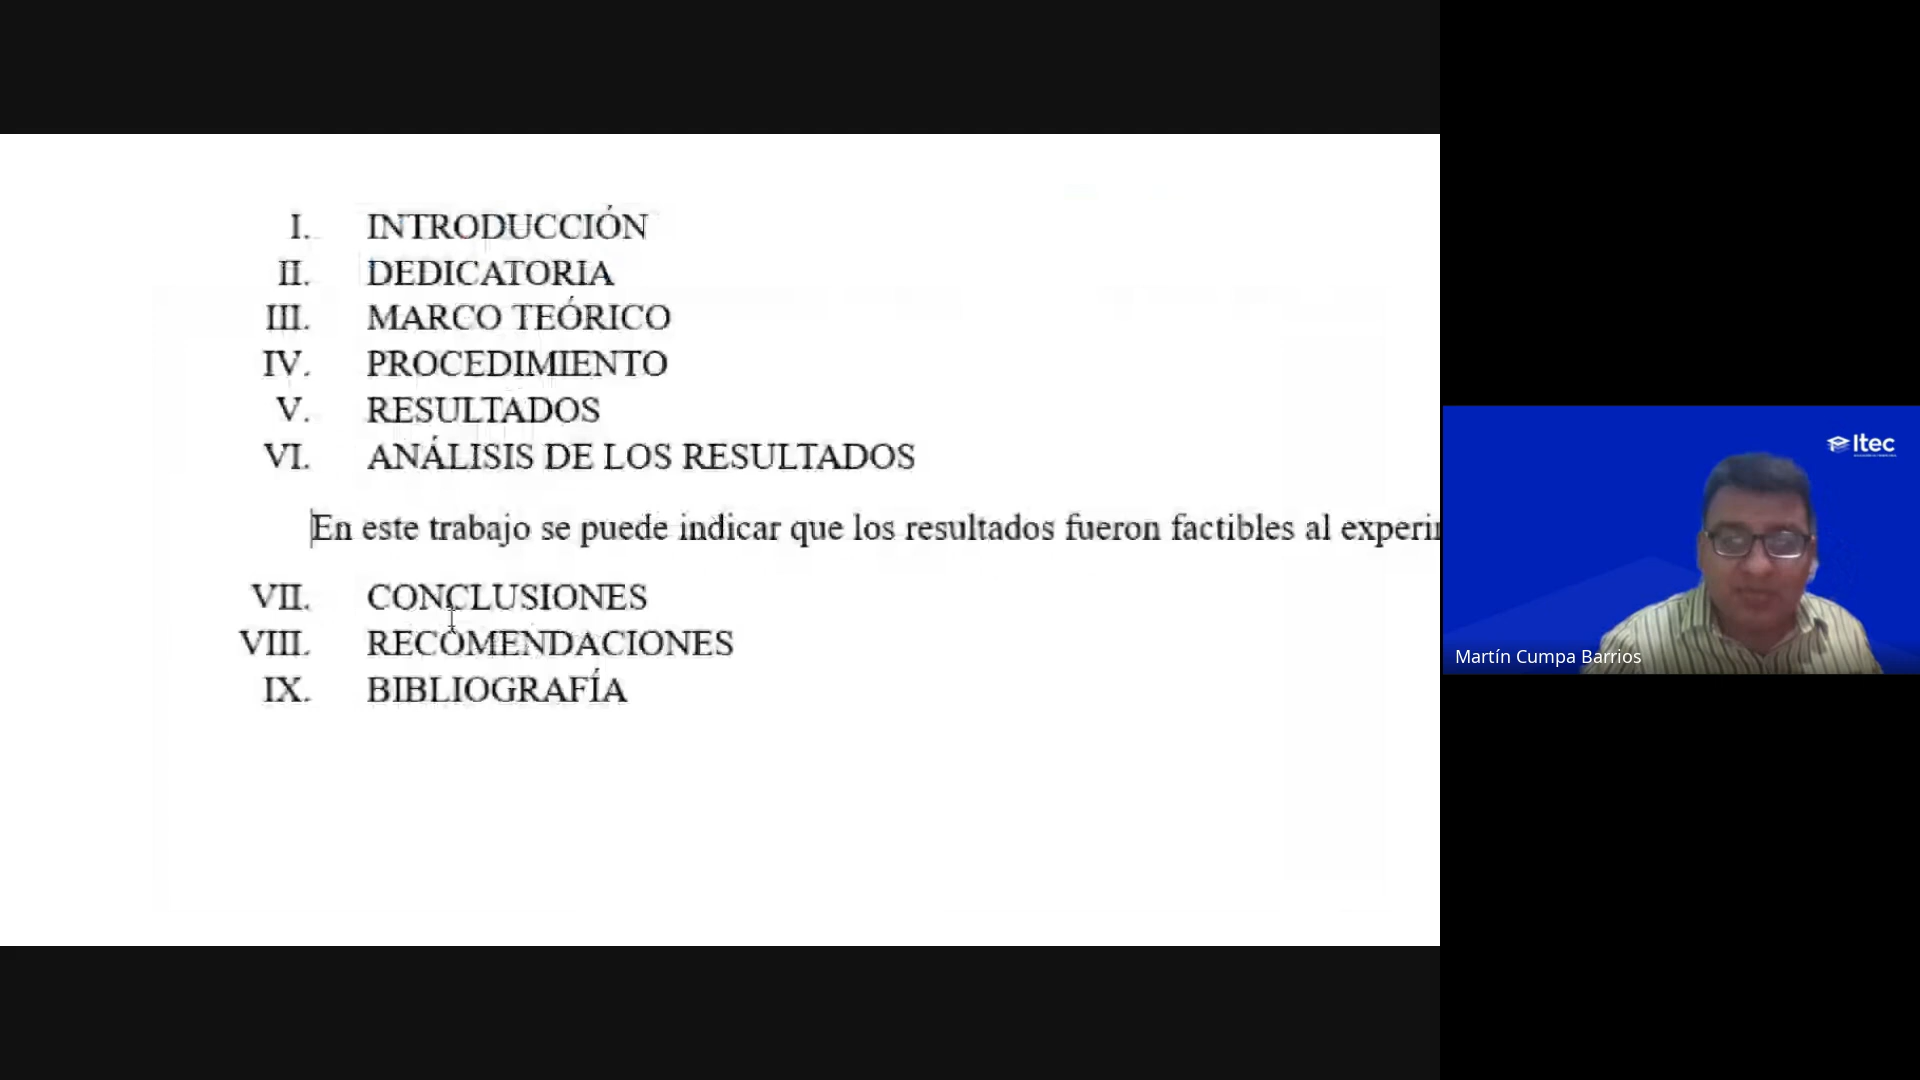 I. INTRODUCCIÓN
II. DEDICATORIA
III. MARCO TEÓRICO
IV. PROCEDIMIENTO
V. RESULTADOS
VI. ANÁLISIS DE LOS RESULTADOS
En este trabajo se puede indicar que los resultados fueron factibles al
VII. CONCLUSIONES
VIII. RECOMENDACIONES
IX. BIBLIOGRAFÍA
Itec
Martín Cumpa Barrios